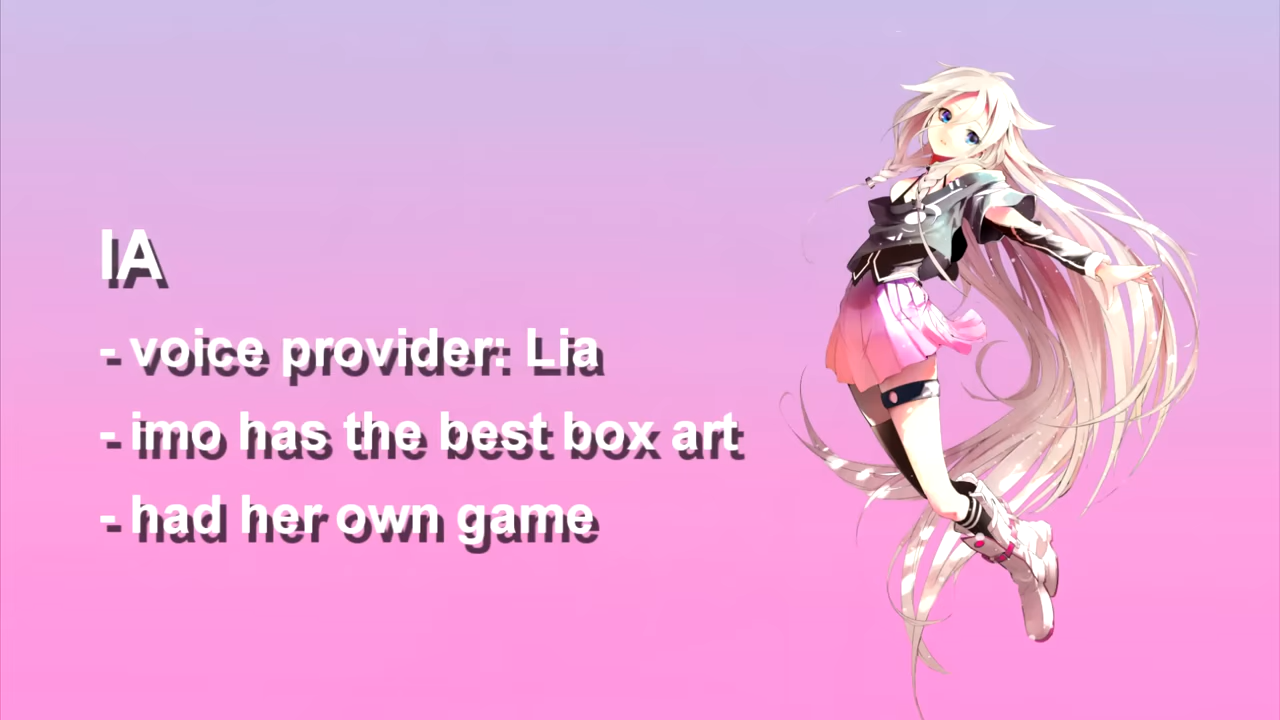 IA
- voice provider: Lia
- imo has the best box art
- had her own game